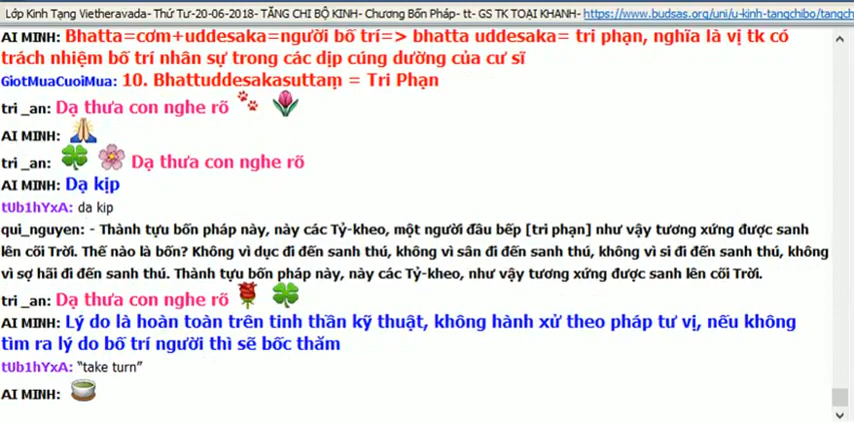 Lớp Kinh Tạng Vietheravada- Thứ Tư-20-06-2018- TĂNG CHI BỘ KINH- Chương Bốn Pháp- tt- GS TK TOẠI KHANH- https://www.budsas.org/uni/u-kinh-tangchibo/tangch
AI MINH: Bhatta=cơm+uddesaka=người bố trí=> bhatta uddesaka= tri phạn, nghĩa là vị tk có
trách nhiệm bố trí nhân sự trong các dịp cúng dường của cư sĩ
GiotMuaCuoiMua: 10. Bhattuddesakasuttaṃ = Tri Phạn
tri _an: Dạ thưa con nghe rõ
AI MINH:
tri _an: Dạ thưa con nghe rõ
AI MINH: Dạ kịp
tUb1hYxA: da kip
qui_nguyen: - Thành tựu bốn pháp này, này các Tỷ-kheo, một người đầu bếp [tri phạn] như vậy tương xứng được sanh
lên cõi Trời. Thế nào là bốn? Không vì dục đi đến sanh thú, không vì sân đi đến sanh thú, không vì si đi đến sanh thú, không
vì sợ hãi đi đến sanh thú. Thành tựu bốn pháp này, này các Tỷ-kheo, như vậy tương xứng được sanh lên cõi Trời.
tri _an: Dạ thưa con nghe rõ
AI MINH: Lý do là hoàn toàn trên tinh thần kỹ thuật, không hành xử theo pháp tư vị, nếu không
tìm ra lý do bố trí người thì sẽ bốc thăm
tUb1hYxA: “take turn”
AI MINH: